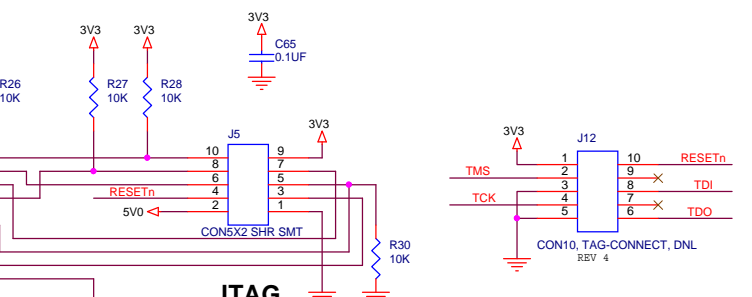 3V3
3V3 3V3
C65
0.1UF
R26
10K
R27
10K
R28
10K
J5
3V3
10 9
8 7
6 5
4 3
2 1
RESETn
5V0
CON5X2 SHR SMT
R30
10K
JTAG
3V3
J12
1 10
2 9
3 8
4 7
5 6
TMS
TCK
RESETn
TDI
TDO
CON10, TAG-CONNECT, DNL
REV 4